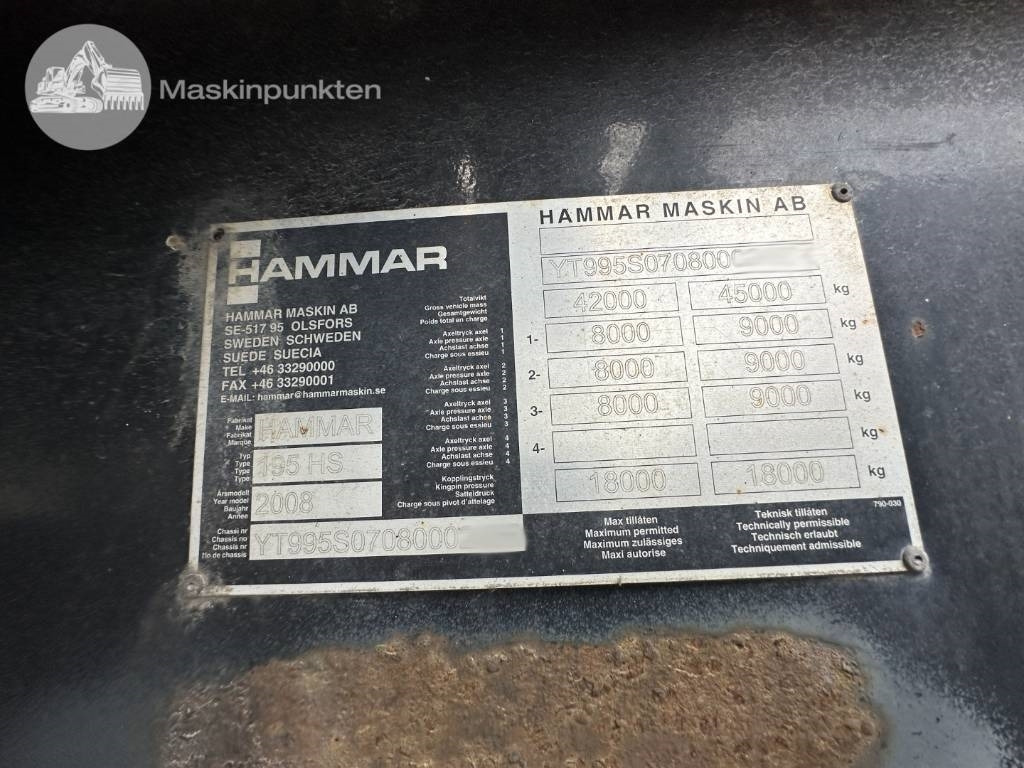 Maskinpunkten
HAMMAR
HAMMAR MASKIN AB
SE-517 95 OLSFORS
SWEDEN SCHWEDEN
SUEDE SUECIA
TEL +46 33290000
FAX +46 33290001
E-MAIL: hammar@hammarmaskin.se
Fabrikat
Make
Fabrikat
Marque
HAMMAR
Typ
Type
Type
Type
195 HS
Årsmodell
Year model
Baujahr
Annee
2008
Chassi nr
Chassis no
Chassis nr
No de chassis
YT995S0708000
HAMMAR MASKIN AB
YT995S070800
Totalvikt
Gross vehicle mass
Gesamtgewicht
Poids total en charge
42000 45000 kg
Axeltryck axel 1
Axle pressure axle 1
Achslast achse 1
Charge sous essieu 1
1- 8000 9000 kg
Axeltryck axel 2
Axle pressure axle 2
Achslast achse 2
Charge sous essieu 2
2- 8000 9000 kg
Axeltryck axel 3
Axle pressure axle 3
Achslast achse 3
Charge sous essieu 3
3- 8000 9000 kg
Axeltryck axel 4
Axle pressure axle 4
Achslast achse 4
Charge sous essieu 4
4- kg
Kopplingstryck
Kingpin pressure
Satteldruck
Charge sous pivot d'attelage
18000 18000 kg
Max tillåten
Maximum permitted
Maximum zulässiges
Maxi autorise
Teknisk tillåten
Technically permissible
Technisch erlaubt
Techniquement admissible
790-030